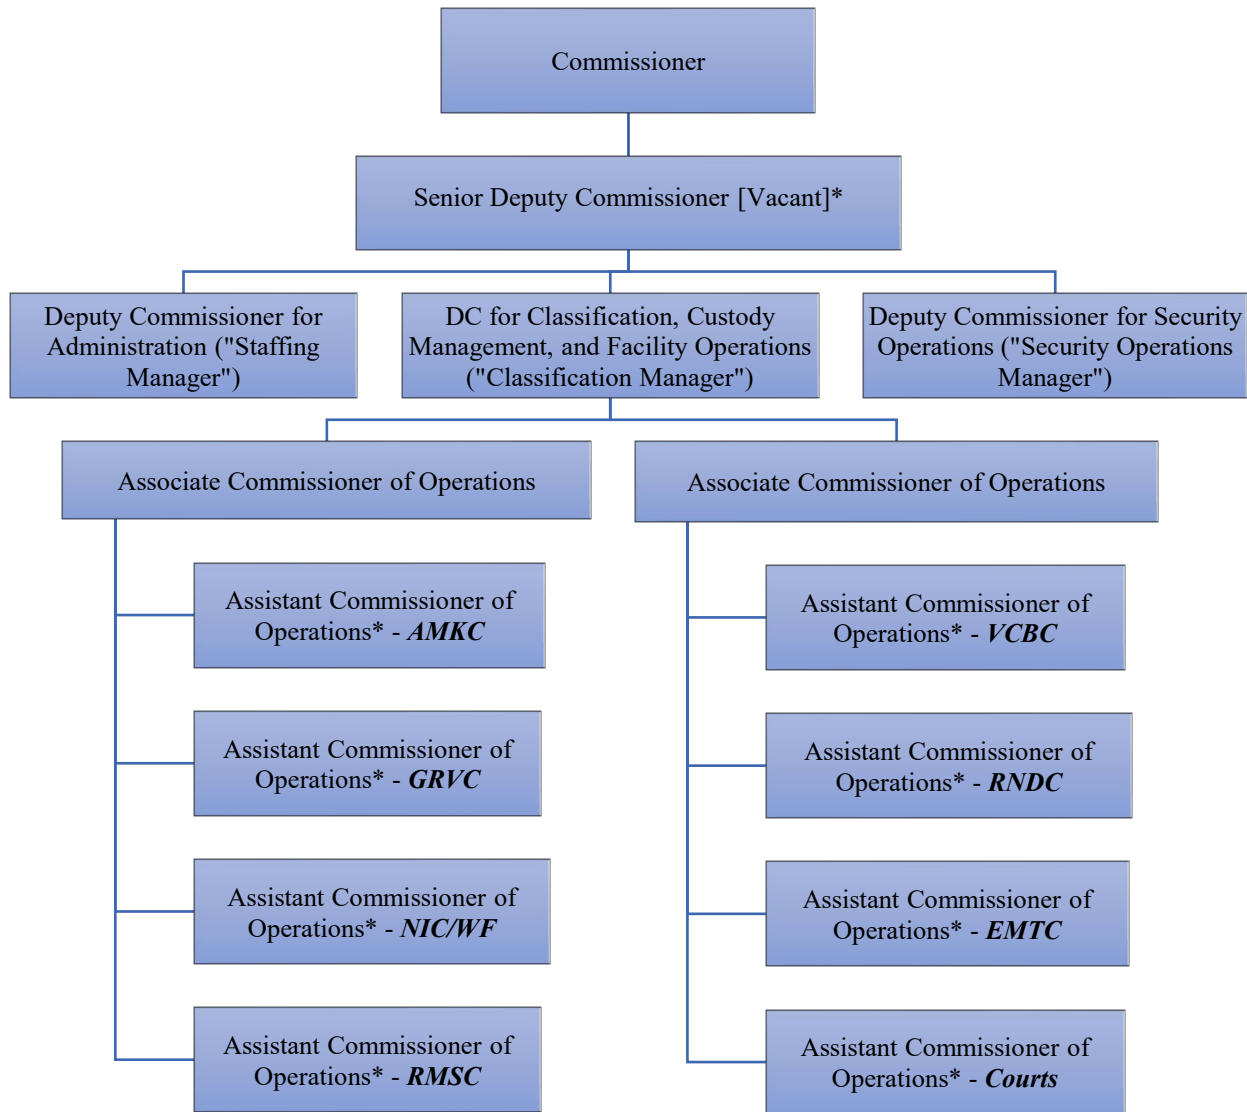 Commissioner
Senior Deputy Commissioner [Vacant]*
Deputy Commissioner for
Administration ("Staffing
Manager")
DC for Classification, Custody
Management, and Facility Operations
("Classification Manager")
Deputy Commissioner for Security
Operations ("Security Operations
Manager")
Associate Commissioner of Operations
Assistant Commissioner of
Operations* - AMKC
Assistant Commissioner of
Operations* - GRVC
Assistant Commissioner of
Operations* - NIC/WF
Assistant Commissioner of
Operations* - RMSC
Associate Commissioner of Operations
Assistant Commissioner of
Operations* - VCBC
Assistant Commissioner of
Operations* - RNDC
Assistant Commissioner of
Operations* - EMTC
Assistant Commissioner of
Operations* - Courts